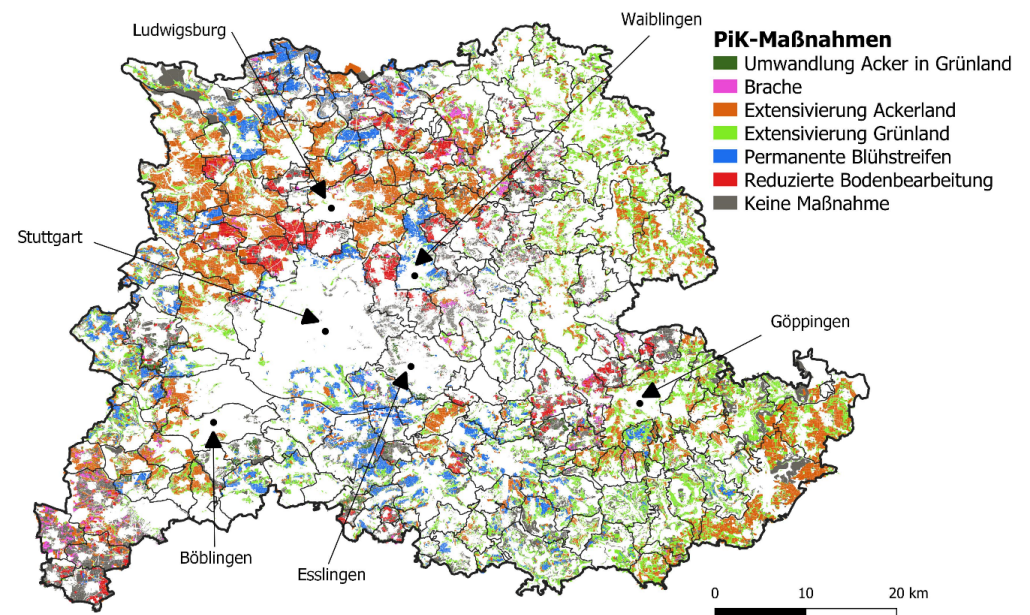 Waiblingen
Ludwigsburg
PiK-Maßnahmen
Umwandlung Acker in Grünland
Brache
Extensivierung Ackerland
Extensivierung Grünland
Permanente Blühstreifen
Reduzierte Bodenbearbeitung
Keine Maßnahme
Stuttgart
Göppingen
Böblingen
Esslingen
0 10 20 km